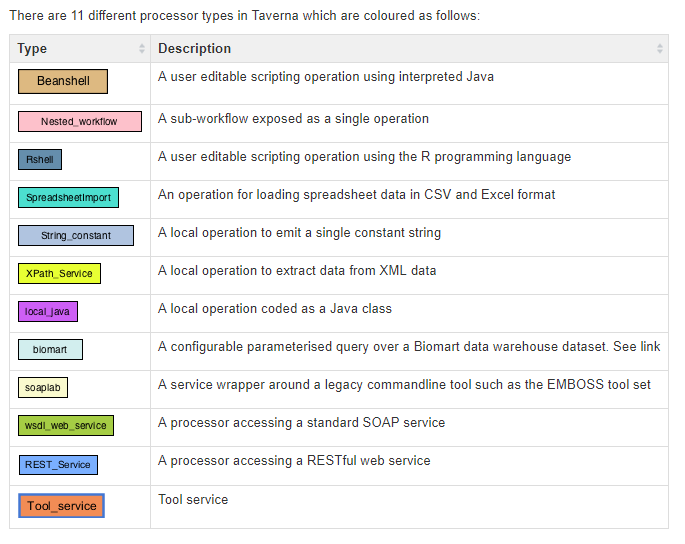 There are 11 different processor types in Taverna which are coloured as follows:
Type Description
Beanshell A user editable scripting operation using interpreted Java
Nested_workflow A sub-workflow exposed as a single operation
Rshell A user editable scripting operation using the R programming language
SpreadsheetImport An operation for loading spreadsheet data in CSV and Excel format
String_constant A local operation to emit a single constant string
XPath_Service A local operation to extract data from XML data
local_java A local operation coded as a Java class
biomart A configurable parameterised query over a Biomart data warehouse dataset. See link
soaplab A service wrapper around a legacy commandline tool such as the EMBOSS tool set
wsdl_web_service A processor accessing a standard SOAP service
REST_Service A processor accessing a RESTful web service
Tool_service Tool service